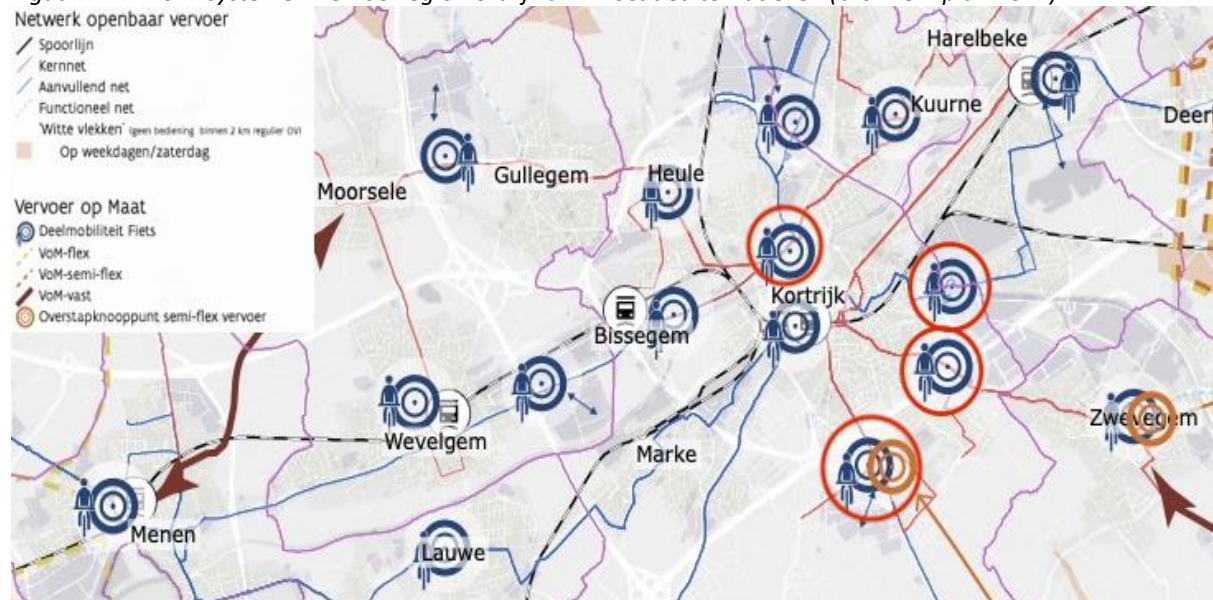 Netwerk openbaar vervoer
Spoorlijn
Kernnet
Aanvullend net
Functioneel net
'Witte vlekken' (geen bediening binnen 2 km regulier OV)
Op weekdagen/zaterdag
Vervoer op Maat
Deelmobiliteit Fiets
VoM-flex
VoM-semi-flex
VoM-vast
Overstapknooppunt semi-flex vervoer
Harelbeke
Kuurne
Deer
Gullegem
Heule
Moorsele
Kortrijk
Bissegem
Zwevegem
Wevelgem
Marke
Menen
Lauwe